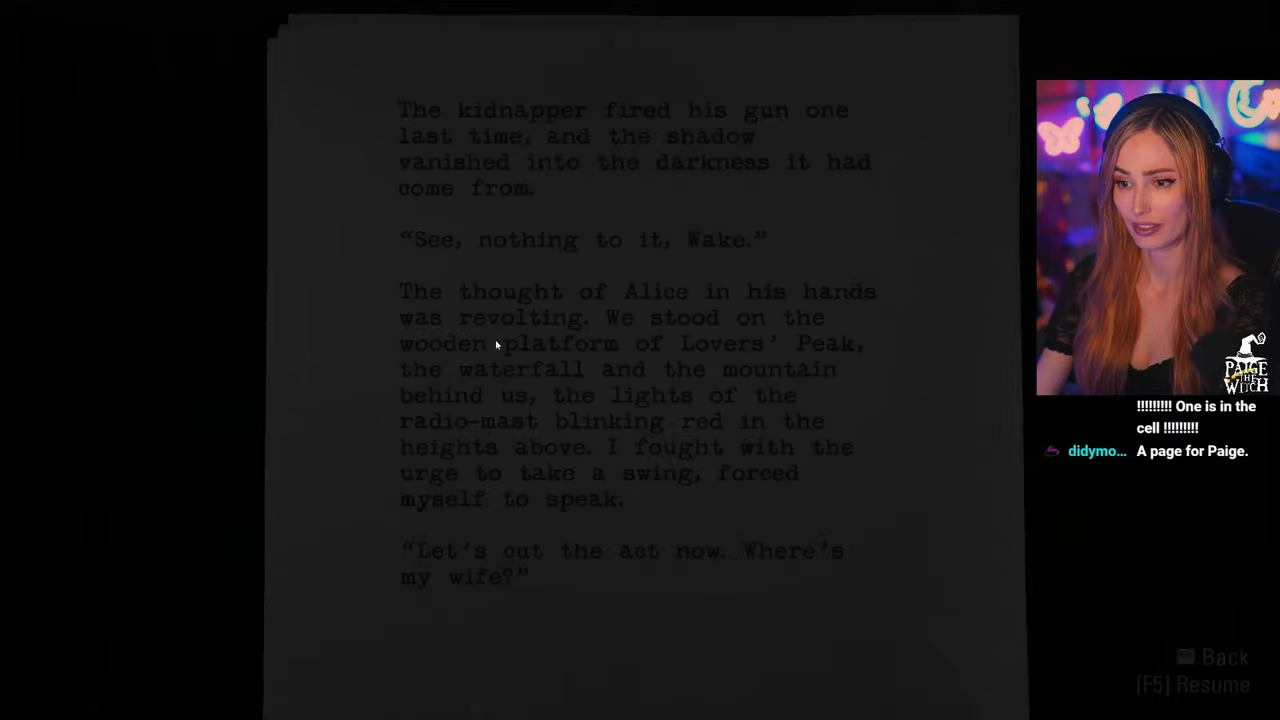 The kidnapper fired his gun one
last time, and the shadow
vanished into the darkness it had
come from.
“See, nothing to it, Wake.”
The thought of Alice in his hands
was revolting. We stood on the
wooden platform of Lovers’ Peak,
the waterfall and the mountain
behind us, the lights of the
radio-mast blinking red in the
heights above. I fought with the
urge to take a swing, forced
myself to speak.
“Let’s cut the act now. Where’s
my wife?”
PAIGE
THE
WITCH
!!!!!!!!! One is in the
cell !!!!!!!!!
didymo... A page for Paige.
Back
[F5] Resume